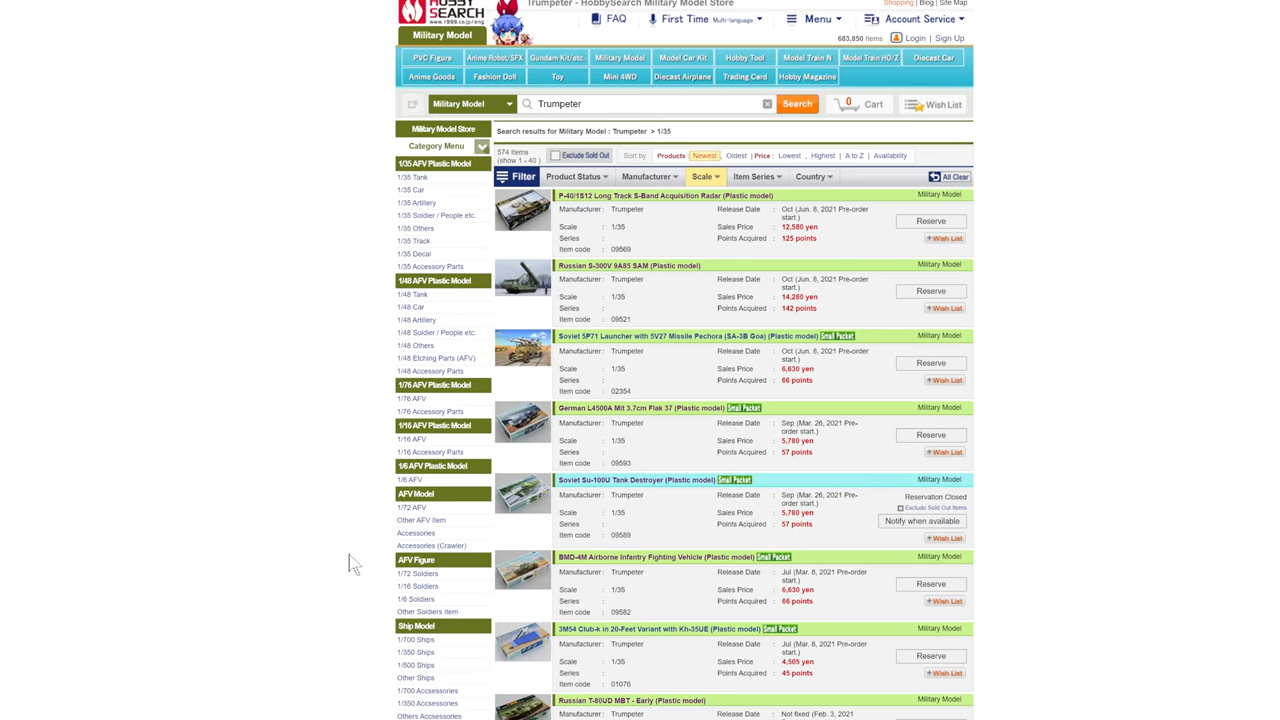 Trumpeter - HobbySearch Military Model Store
Shopping | Blog | Site Map
HOBBY
SEARCH
www.1999.co.jp/eng
Military Model
FAQ
First Time Multi-language
Menu
Account Service
683,850 Items
Login | Sign Up
PVC Figure
Anime Robot/SFX
Gundam Kit/etc.
Military Model
Model Car Kit
Hobby Tool
Model Train N
Model Train HO/Z
Diecast Car
Anime Goods
Fashion Doll
Toy
Mini 4WD
Diecast Airplane
Trading Card
Hobby Magazine
Military Model
Trumpeter
Search
0 Cart
Wish List
Military Model Store
Category Menu
1/35 AFV Plastic Model
1/35 Tank
1/35 Car
1/35 Artillery
1/35 Soldier / People etc.
1/35 Others
1/35 Track
1/35 Decal
1/35 Accessory Parts
1/48 AFV Plastic Model
1/48 Tank
1/48 Car
1/48 Artillery
1/48 Soldier / People etc.
1/48 Others
1/48 Etching Parts (AFV)
1/48 Accessory Parts
1/76 AFV Plastic Model
1/76 AFV
1/76 Accessory Parts
1/16 AFV Plastic Model
1/16 AFV
1/16 Accessory Parts
1/6 AFV Plastic Model
1/6 AFV
AFV Model
1/72 AFV
Other AFV Item
Accessories
Accessories (Crawler)
AFV Figure
1/72 Soldiers
1/16 Soldiers
1/6 Soldiers
Other Soldiers Item
Ship Model
1/700 Ships
1/350 Ships
1/500 Ships
Other Ships
1/700 Accsessories
1/350 Accsessories
Others Accsessories
Search results for Military Model : Trumpeter > 1/35
574 Items
(show 1 - 40 )
Exclude Sold Out
Sort by Products : Newest , Oldest | Price : Lowest , Highest | A to Z | Availability
Filter
Product Status
Manufacturer
Scale
Item Series
Country
All Clear
P-40/1S12 Long Track S-Band Acquisition Radar (Plastic model)
Military Model
Manufacturer : Trumpeter
Release Date : Oct (Jun. 8, 2021 Pre-order
start.)
Scale : 1/35
Sales Price : 12,580 yen
Series :
Points Acquired : 125 points
Item code : 09569
Reserve
+Wish List
Russian S-300V 9A85 SAM (Plastic model)
Military Model
Manufacturer : Trumpeter
Release Date : Oct (Jun. 8, 2021 Pre-order
start.)
Scale : 1/35
Sales Price : 14,280 yen
Series :
Points Acquired : 142 points
Item code : 09521
Reserve
+Wish List
Soviet 5P71 Launcher with 5V27 Missile Pechora (SA-3B Goa) (Plastic model) Small Packet
Military Model
Manufacturer : Trumpeter
Release Date : Oct (Jun. 8, 2021 Pre-order
start.)
Scale : 1/35
Sales Price : 6,630 yen
Series :
Points Acquired : 66 points
Item code : 02354
Reserve
+Wish List
German L4500A Mit 3.7cm Flak 37 (Plastic model) Small Packet
Military Model
Manufacturer : Trumpeter
Release Date : Sep (Mar. 26, 2021 Pre-
order start.)
Scale : 1/35
Sales Price : 5,780 yen
Series :
Points Acquired : 57 points
Item code : 09593
Reserve
+Wish List
Soviet Su-100U Tank Destroyer (Plastic model) Small Packet
Military Model
Manufacturer : Trumpeter
Release Date : Sep (Mar. 26, 2021 Pre-
order start.)
Scale : 1/35
Sales Price : 5,780 yen
Series :
Points Acquired : 57 points
Item code : 09589
Reservation Closed
Exclude Sold Out Items
Notify when available
+Wish List
BMD-4M Airborne Infantry Fighting Vehicle (Plastic model) Small Packet
Military Model
Manufacturer : Trumpeter
Release Date : Jul (Mar. 8, 2021 Pre-order
start.)
Scale : 1/35
Sales Price : 6,630 yen
Series :
Points Acquired : 66 points
Item code : 09582
Reserve
+Wish List
3M54 Club-k in 20-Feet Variant with Kh-35UE (Plastic model) Small Packet
Military Model
Manufacturer : Trumpeter
Release Date : Jul (Mar. 8, 2021 Pre-order
start.)
Scale : 1/35
Sales Price : 4,505 yen
Series :
Points Acquired : 45 points
Item code : 01076
Reserve
+Wish List
Russian T-80UD MBT - Early (Plastic model)
Military Model
Manufacturer : Trumpeter
Release Date : Not fixed (Feb. 3, 2021